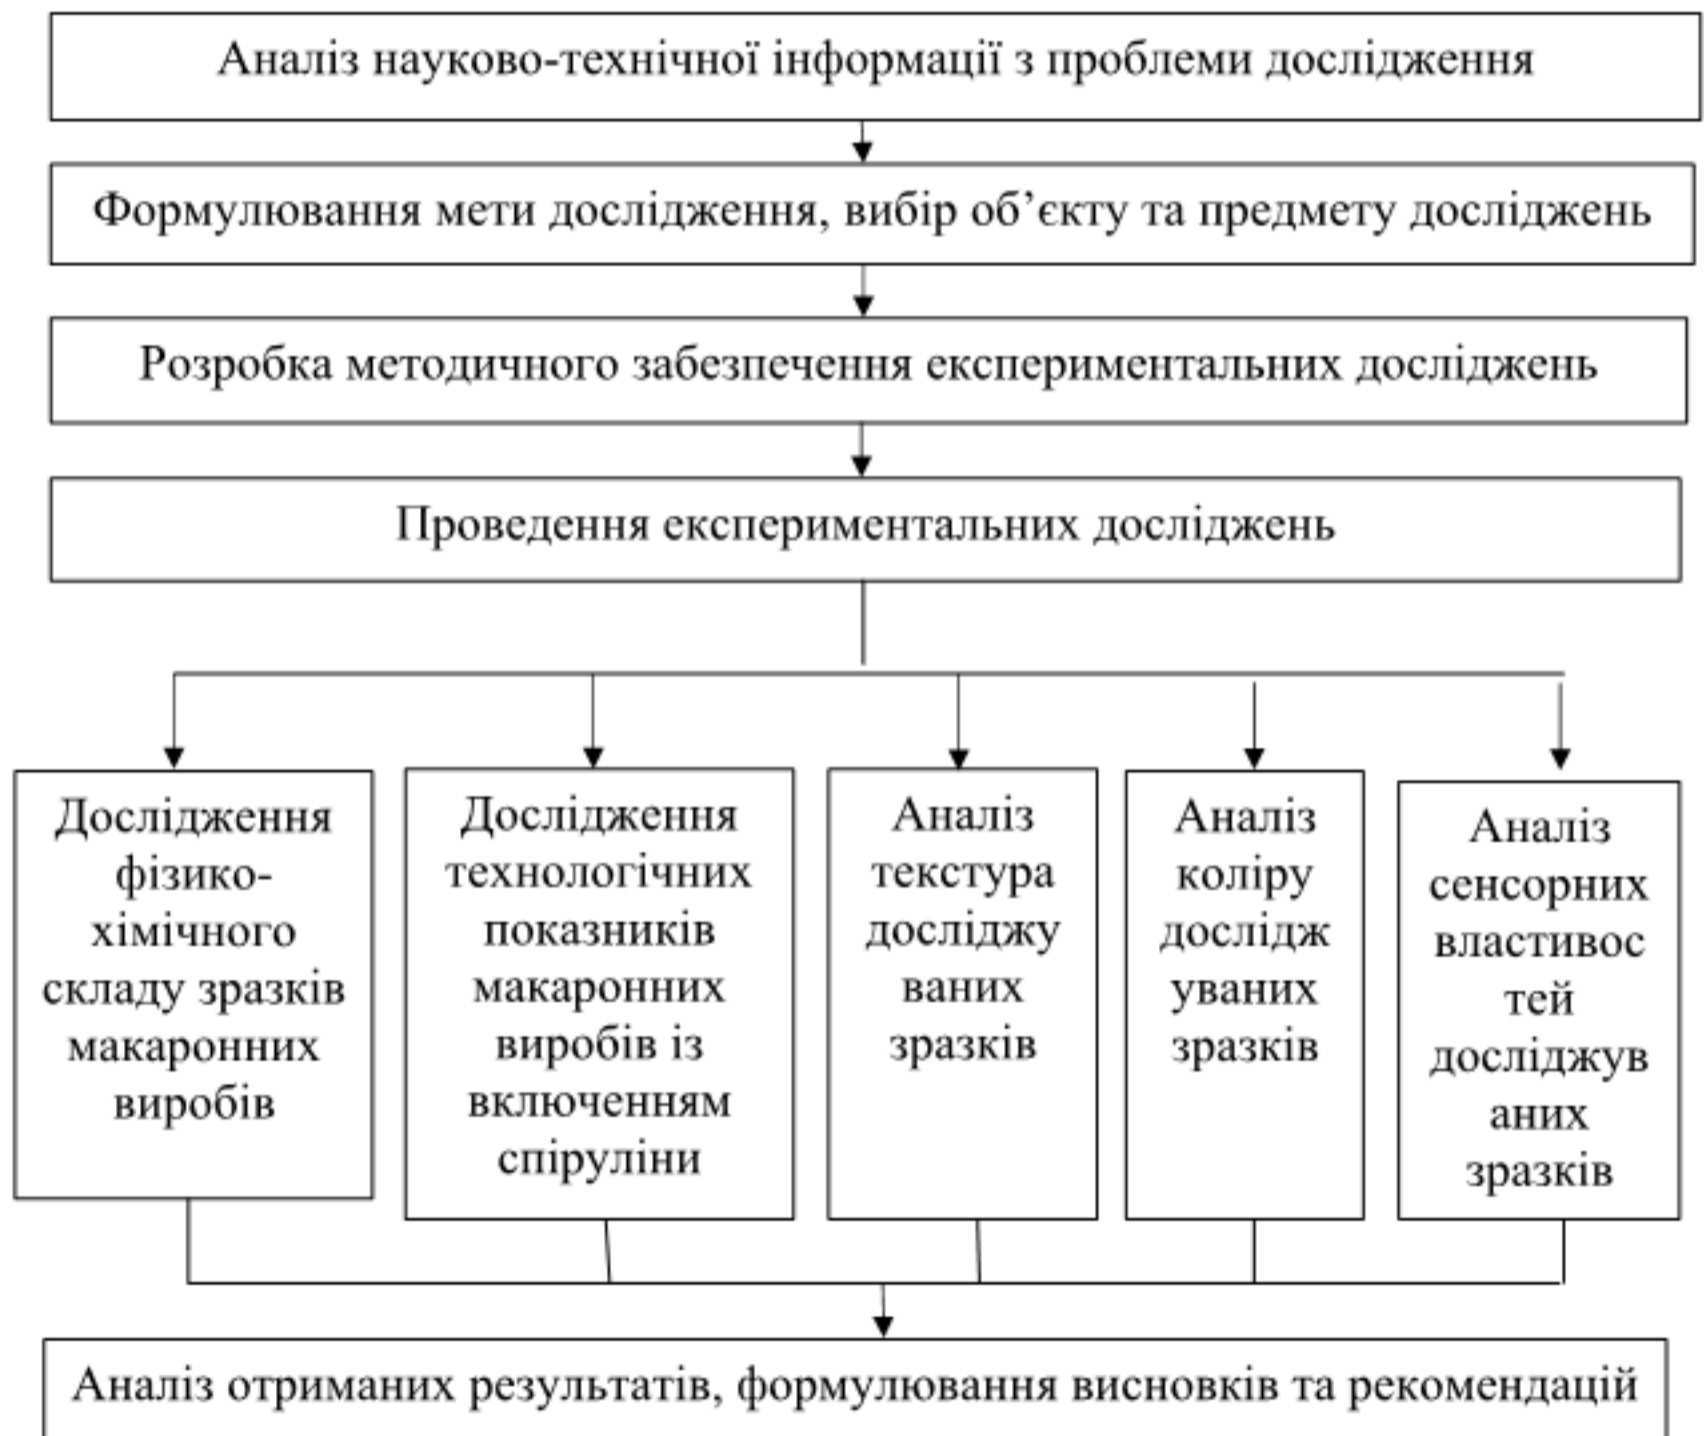 Аналіз науково-технічної інформації з проблеми дослідження
Формулювання мети дослідження, вибір об’єкту та предмету досліджень
Розробка методичного забезпечення експериментальних досліджень
Проведення експериментальних досліджень
Дослідження
фізико-
хімічного
складу зразків
макаронних
виробів
Дослідження
технологічних
показників
макаронних
виробів із
включенням
спіруліни
Аналіз
текстура
досліджу
ваних
зразків
Аналіз
коліру
дослідж
уваних
зразків
Аналіз
сенсорних
властивос
тей
досліджув
аних
зразків
Аналіз отриманих результатів, формулювання висновків та рекомендацій